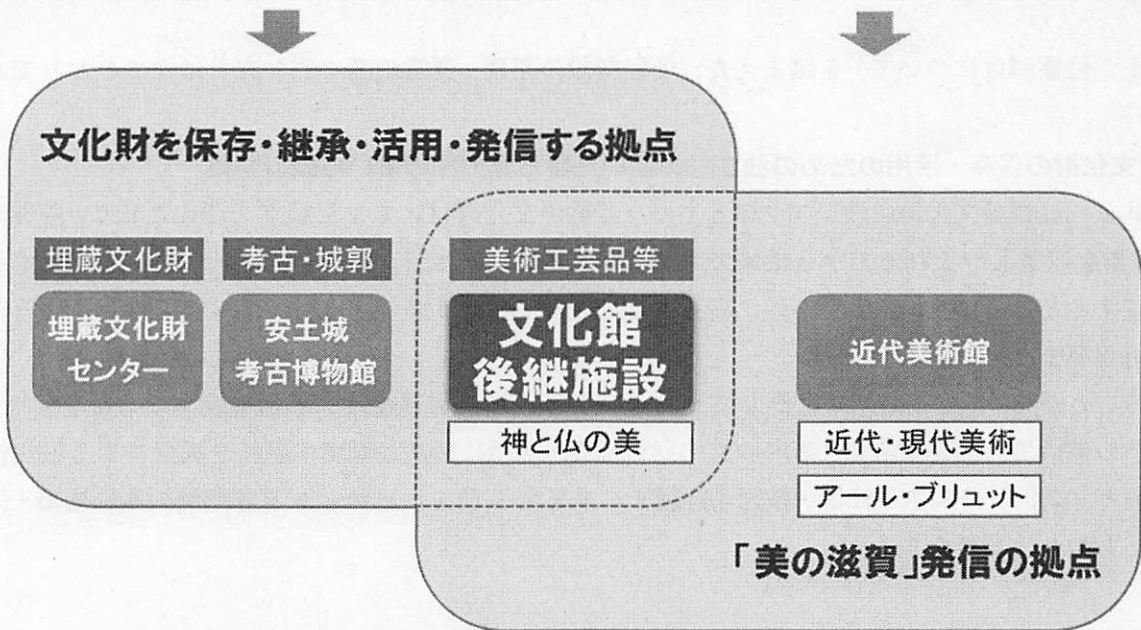 文化財を保存・継承・活用・発信する拠点
埋蔵文化財
考古・城郭
美術工芸品等
埋蔵文化財
センター
安土城
考古博物館
文化館
後継施設
近代美術館
神と仏の美
近代・現代美術
アール・ブリュット
「美の滋賀」発信の拠点